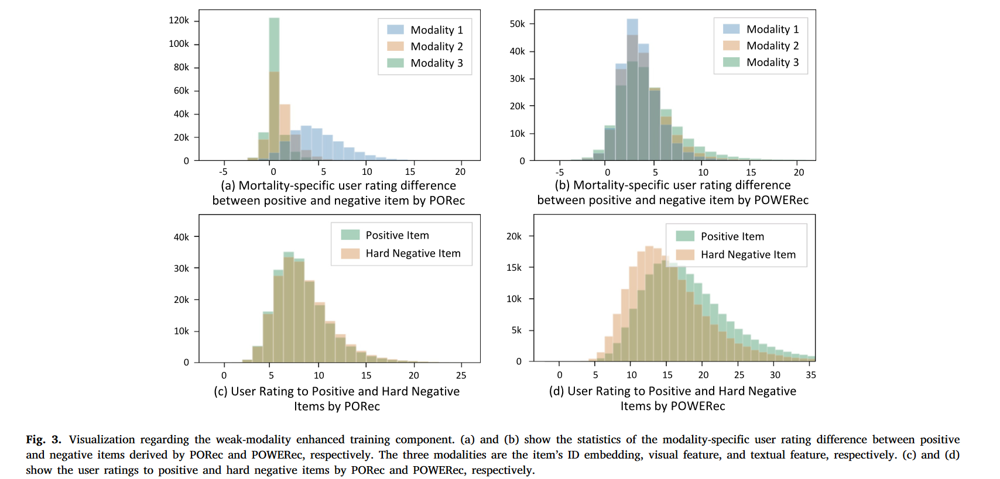 120k
100k
80k
60k
40k
20k
0
-5 0 5 10 15 20
Modality 1
Modality 2
Modality 3
(a) Mortality-specific user rating difference
between positive and negative item by PORec
50k
40k
30k
20k
10k
0
-5 0 5 10 15 20
Modality 1
Modality 2
Modality 3
(b) Mortality-specific user rating difference
between positive and negative item by POWERec
40k
30k
20k
10k
0
0 5 10 15 20 25
Positive Item
Hard Negative Item
(c) User Rating to Positive and Hard Negative
Items by PORec
20k
15k
10k
5k
0
0 5 10 15 20 25 30 35
Positive Item
Hard Negative Item
(d) User Rating to Positive and Hard Negative
Items by POWERec
Fig. 3. Visualization regarding the weak-modality enhanced training component. (a) and (b) show the statistics of the modality-specific user rating difference between positive
and negative items derived by PORec and POWERec, respectively. The three modalities are the item's ID embedding, visual feature, and textual feature, respectively. (c) and (d)
show the user ratings to positive and hard negative items by PORec and POWERec, respectively.